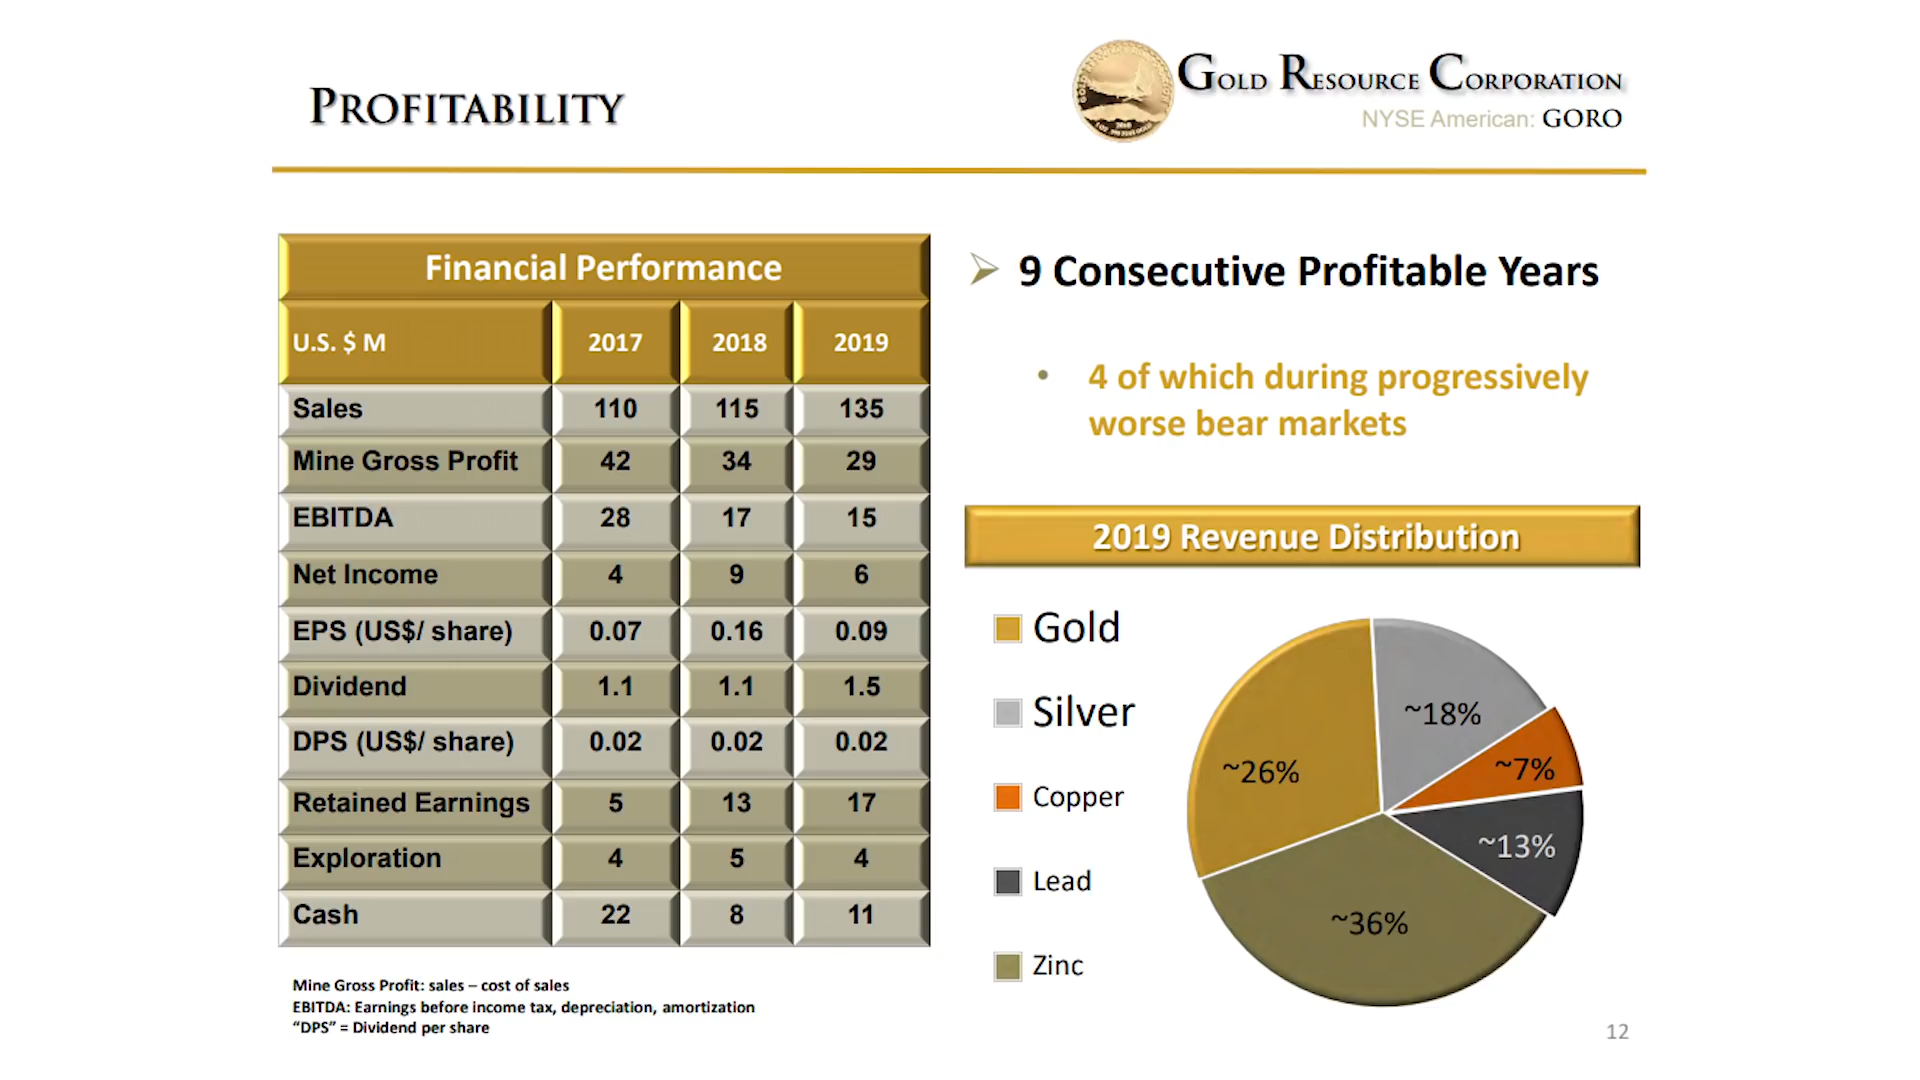 PROFITABILITY
GOLD RESOURCE CORPORATION
NYSE American: GORO
Financial Performance
U.S. $ M 2017 2018 2019
Sales 110 115 135
Mine Gross Profit 42 34 29
EBITDA 28 17 15
Net Income 4 9 6
EPS (US$/ share) 0.07 0.16 0.09
Dividend 1.1 1.1 1.5
DPS (US$/ share) 0.02 0.02 0.02
Retained Earnings 5 13 17
Exploration 4 5 4
Cash 22 8 11
Mine Gross Profit: sales – cost of sales
EBITDA: Earnings before income tax, depreciation, amortization
“DPS” = Dividend per share
9 Consecutive Profitable Years
• 4 of which during progressively
worse bear markets
2019 Revenue Distribution
Gold
Silver
Copper
Lead
Zinc
~18%
~7%
~26%
~13%
~36%
12